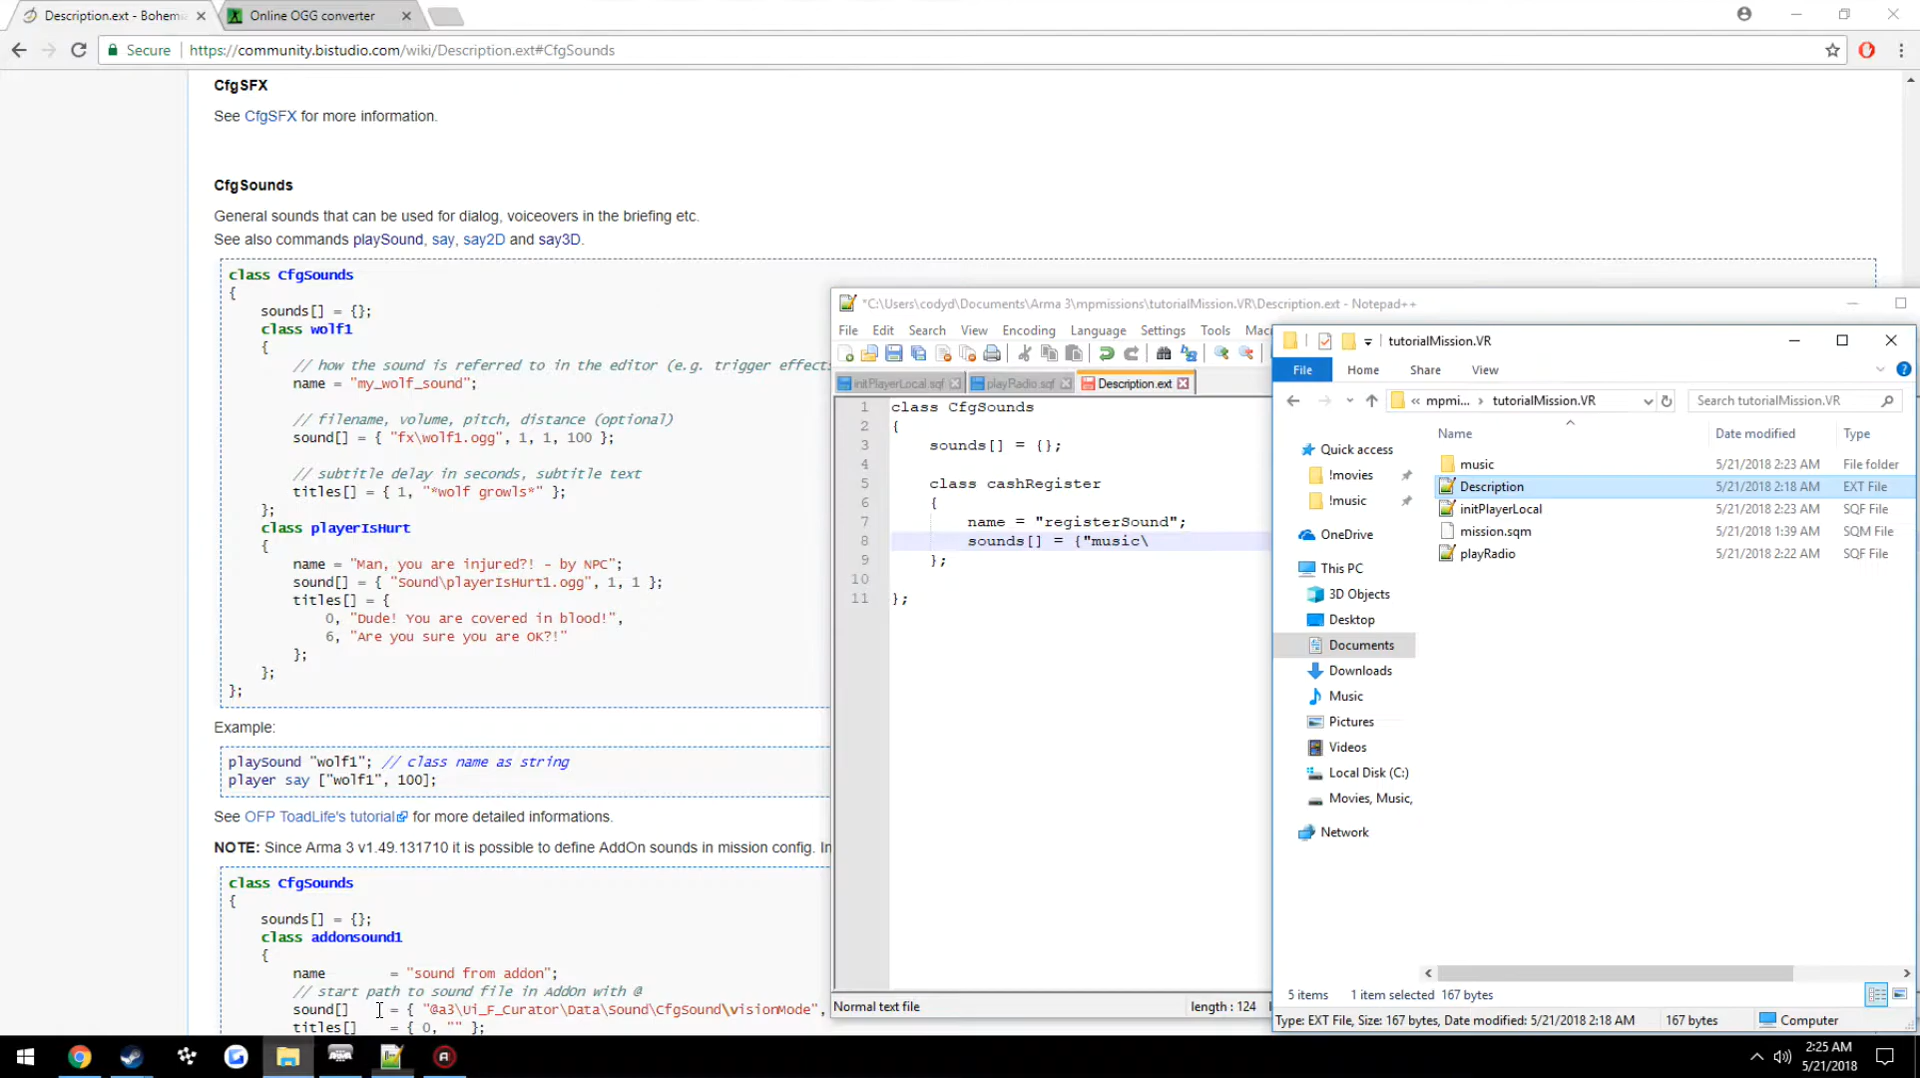 Description.ext - Bohemi
Online OGG converter
Secure https://community.bistudio.com/wiki/Description.ext#CfgSounds
CfgSFX
See CfgSFX for more information.
CfgSounds
General sounds that can be used for dialog, voiceovers in the briefing etc.
See also commands playSound, say, say2D and say3D.
class CfgSounds
{
sounds[] = {};
class wolf1
{
// how the sound is referred to in the editor (e.g. trigger effects
name = "my_wolf_sound";
// filename, volume, pitch, distance (optional)
sound[] = { "fx\wolf1.ogg", 1, 1, 100 };
// subtitle delay in seconds, subtitle text
titles[] = { 1, "*wolf growls*" };
};
class playerIsHurt
{
name = "Man, you are injured?! - by NPC";
sound[] = { "Sound\playerIsHurt1.ogg", 1, 1 };
titles[] = {
0, "Dude! You are covered in blood!",
6, "Are you sure you are OK?!"
};
};
};
Example:
playSound "wolf1"; // class name as string
player say ["wolf1", 100];
See OFP ToadLife's tutorial for more detailed informations.
NOTE: Since Arma 3 v1.49.131710 it is possible to define AddOn sounds in mission config. In
class CfgSounds
{
sounds[] = {};
class addonsound1
{
name = "sound from addon";
// start path to sound file in AddOn with @
sound[] = { "@a3\Ui_F_Curator\Data\Sound\CfgSound\visionMode",
titles[] = { 0, "" };
*C:\Users\codyd\Documents\Arma 3\mpmissions\tutorialMission.VR\Description.ext - Notepad++
File Edit Search View Encoding Language Settings Tools Mac
initPlayerLocal.sqf playRadio.sqf Description.ext
1 class CfgSounds
2 {
3 sounds[] = {};
4
5 class cashRegister
6 {
7 name = "registerSound";
8 sounds[] = {"music\
9 };
10
11 };
Normal text file length : 124 l
tutorialMission.VR
File Home Share View
« mpmi... › tutorialMission.VR Search tutorialMission.VR
Name Date modified Type
Quick access
!movies
!music
OneDrive
This PC
3D Objects
Desktop
Documents
Downloads
Music
Pictures
Videos
Local Disk (C:)
Movies, Music,
Network
music 5/21/2018 2:23 AM File folder
Description 5/21/2018 2:18 AM EXT File
initPlayerLocal 5/21/2018 2:23 AM SQF File
mission.sqm 5/21/2018 1:39 AM SQM File
playRadio 5/21/2018 2:22 AM SQF File
5 items 1 item selected 167 bytes
Type: EXT File, Size: 167 bytes, Date modified: 5/21/2018 2:18 AM 167 bytes Computer
2:25 AM
5/21/2018